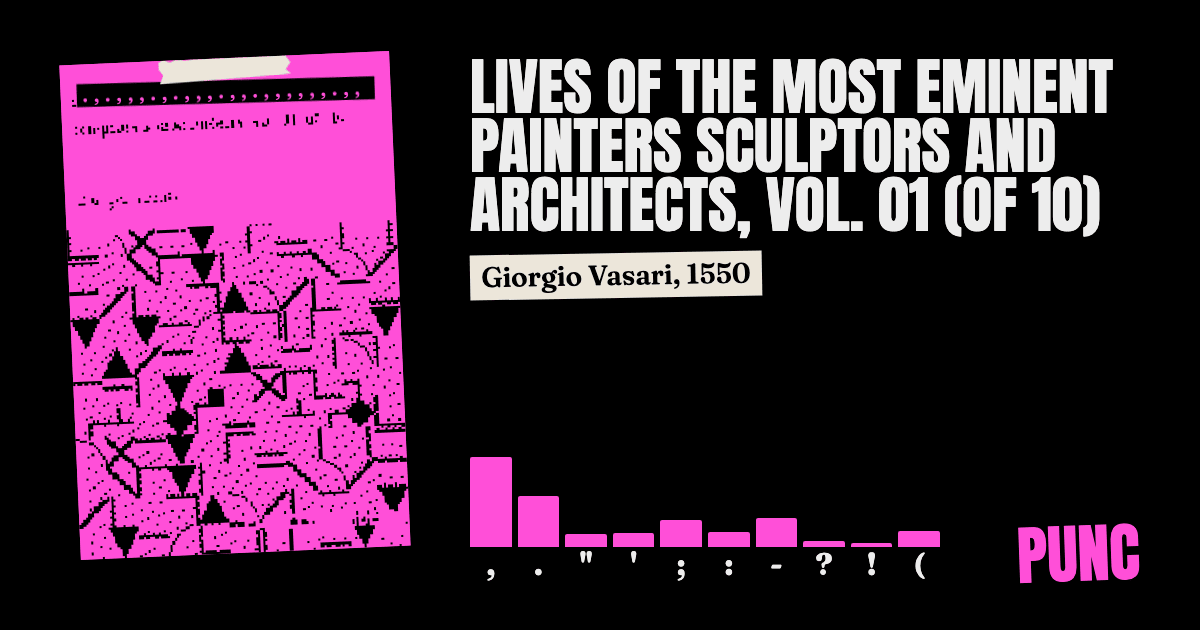 LIVES OF THE MOST EMINENT
PAINTERS SCULPTORS AND
ARCHITECTS, VOL. 01 (OF 10)
Giorgio Vasari, 1550
, . " ' ; : - ? ! (
PUNC